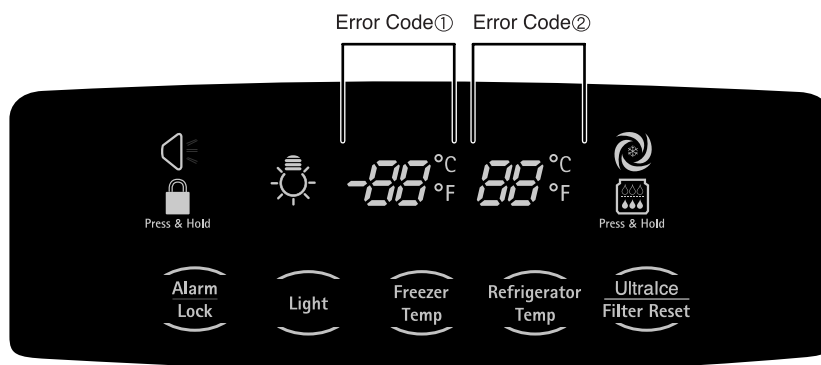 Error Code① Error Code②
-88 °C °F 88 °C °F
Press & Hold Press & Hold
Alarm Lock Light Freezer Temp Refrigerator Temp UltraIce Filter Reset